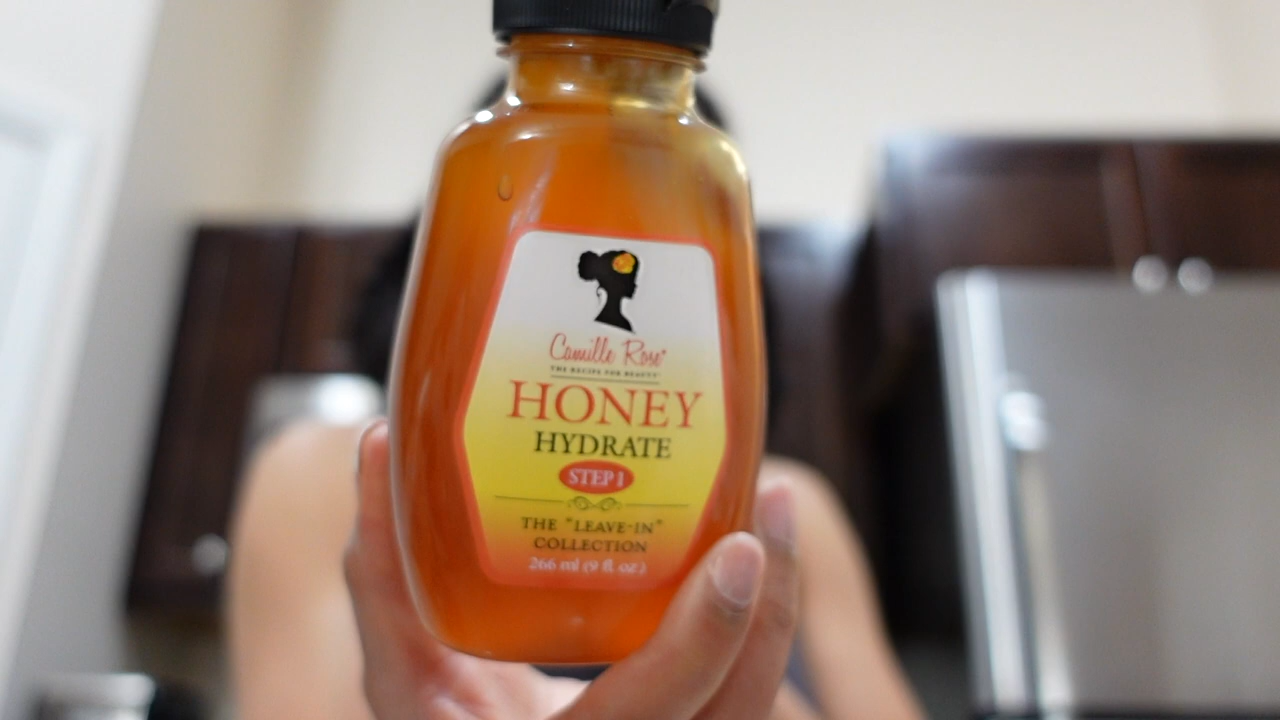 Camille Rose
THE RECIPE FOR BEAUTY
HONEY
HYDRATE
STEP 1
THE "LEAVE-IN"
COLLECTION
266 ml (9 fl. oz.)